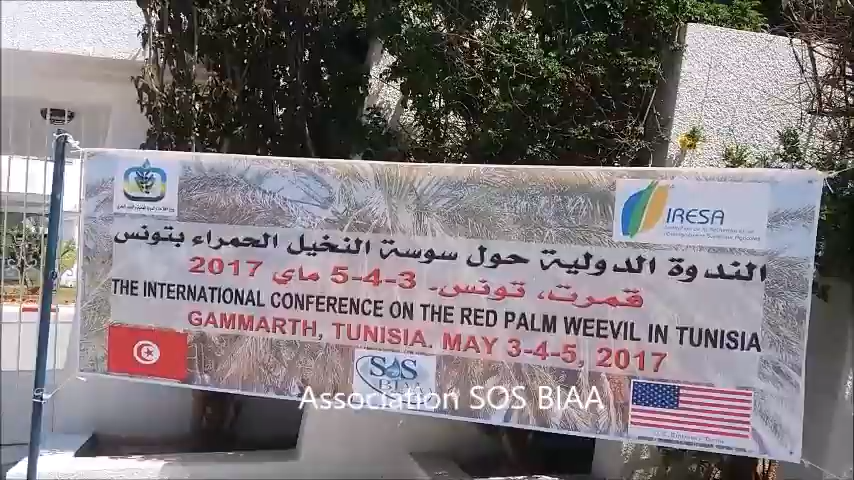 IRESA
الندوة الدولية حول سوسة النخيل الحمراء بتونس
قمرت، تونس. 3-4-5 ماي 2017
THE INTERNATIONAL CONFERENCE ON THE RED PALM WEEVIL IN TUNISIA
GAMMARTH, TUNISIA. MAY 3-4-5, 2017
SOS
BIAA
Association SOS BIAA